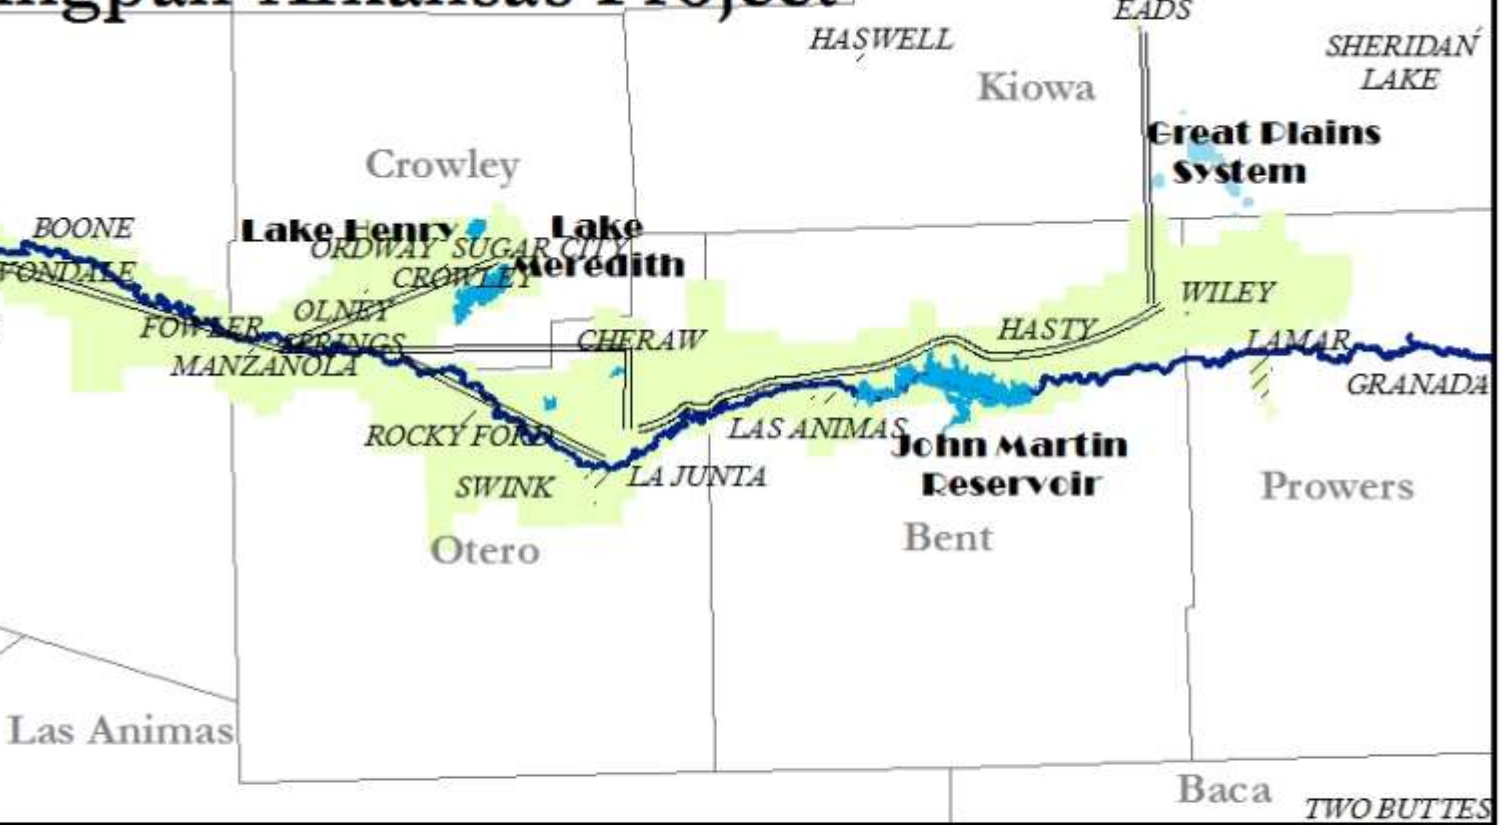 Arkansas Project
EADS
HASWELL
SHERIDAN
LAKE
Kiowa
Great Plains
System
Crowley
BOONE
Lake Henry
Lake
Meredith
ORDWAY
SUGAR CITY
CROWLEY
OLNEY
SPRINGS
FOWLER
MANZANOLA
CHERAW
HASTY
WILEY
LAMAR
GRANADA
ROCKY FORD
LAS ANIMAS
John Martin
Reservoir
SWINK
LA JUNTA
Prowers
Otero
Bent
Las Animas
Baca
TWO BUTTES